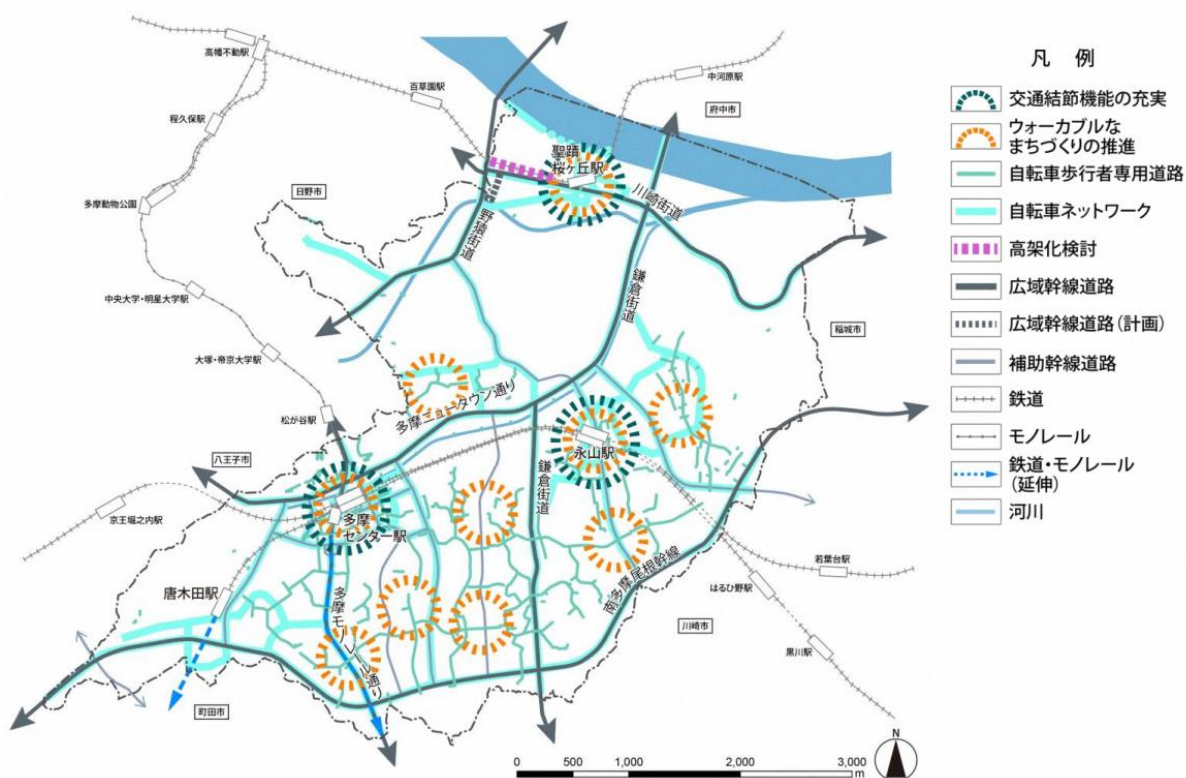 高幡不動駅
百草園駅
中河原駅
府中市
程久保駅
聖蹟
桜ヶ丘駅
日野市
川崎街道
多摩動物公園
野猿街道
鎌倉街道
中央大学・明星大学駅
稲城市
大塚・帝京大学駅
多摩ニュータウン通り
松が谷駅
永山駅
八王子市
鎌倉街道
京王堀之内駅
多摩
センター駅
南多摩尾根幹線
若葉台駅
はるひ野駅
唐木田駅
多摩モノレール通り
川崎市
黒川駅
町田市
凡 例
交通結節機能の充実
ウォーカブルな
まちづくりの推進
自転車歩行者専用道路
自転車ネットワーク
高架化検討
広域幹線道路
広域幹線道路(計画)
補助幹線道路
鉄道
モノレール
鉄道・モノレール
(延伸)
河川
N
0 500 1,000 2,000 3,000
m